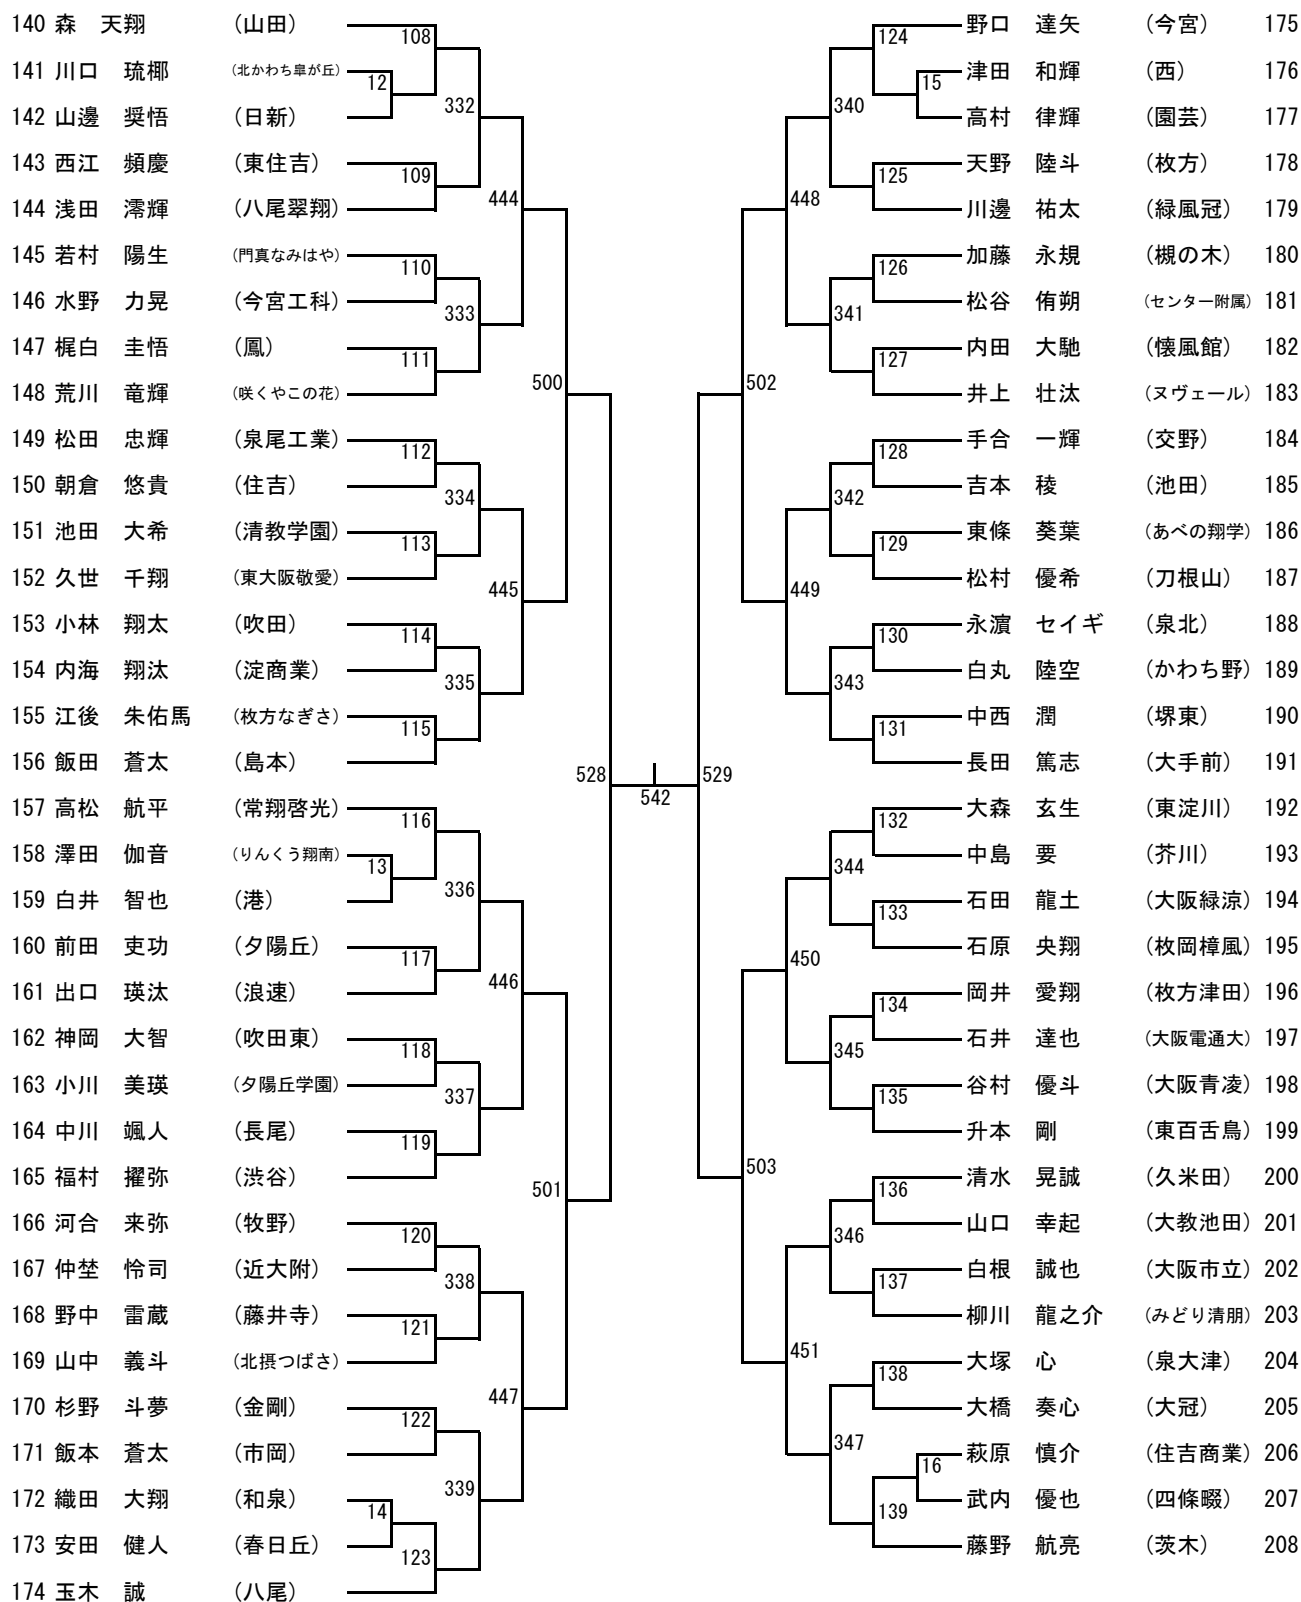 140 森　天翔 (山田)
141 川口　琉椰 (北かわち皐が丘)
142 山邊　奨悟 (日新)
143 西江　頻慶 (東住吉)
144 浅田　澪輝 (八尾翠翔)
145 若村　陽生 (門真なみはや)
146 水野　力晃 (今宮工科)
147 梶白　圭悟 (鳳)
148 荒川　竜輝 (咲くやこの花)
149 松田　忠輝 (泉尾工業)
150 朝倉　悠貴 (住吉)
151 池田　大希 (清教学園)
152 久世　千翔 (東大阪敬愛)
153 小林　翔太 (吹田)
154 内海　翔汰 (淀商業)
155 江後　朱佑馬 (枚方なぎさ)
156 飯田　蒼太 (島本)
157 高松　航平 (常翔啓光)
158 澤田　伽音 (りんくう翔南)
159 白井　智也 (港)
160 前田　吏功 (夕陽丘)
161 出口　瑛汰 (浪速)
162 神岡　大智 (吹田東)
163 小川　美瑛 (夕陽丘学園)
164 中川　颯人 (長尾)
165 福村　擢弥 (渋谷)
166 河合　来弥 (牧野)
167 仲埜　怜司 (近大附)
168 野中　雷蔵 (藤井寺)
169 山中　義斗 (北摂つばさ)
170 杉野　斗夢 (金剛)
171 飯本　蒼太 (市岡)
172 織田　大翔 (和泉)
173 安田　健人 (春日丘)
174 玉木　誠 (八尾)
108
12
332
109
444
110
333
111
500
112
334
113
445
114
335
115
528
116
13
336
117
446
118
337
119
501
120
338
121
447
122
339
14
123
542
529
124
15
340
125
448
126
341
127
502
128
342
129
449
130
343
131
132
344
133
450
134
345
135
503
136
346
137
451
138
347
16
139
野口　達矢 (今宮) 175
津田　和輝 (西) 176
高村　律輝 (園芸) 177
天野　陸斗 (枚方) 178
川邊　祐太 (緑風冠) 179
加藤　永規 (槻の木) 180
松谷　侑朔 (センター附属) 181
内田　大馳 (懐風館) 182
井上　壮汰 (ヌヴェール) 183
手合　一輝 (交野) 184
吉本　稜 (池田) 185
東條　葵葉 (あべの翔学) 186
松村　優希 (刀根山) 187
永濵　セイギ (泉北) 188
白丸　陸空 (かわち野) 189
中西　潤 (堺東) 190
長田　篤志 (大手前) 191
大森　玄生 (東淀川) 192
中島　要 (芥川) 193
石田　龍土 (大阪緑涼) 194
石原　央翔 (枚岡樟風) 195
岡井　愛翔 (枚方津田) 196
石井　達也 (大阪電通大) 197
谷村　優斗 (大阪青凌) 198
升本　剛 (東百舌鳥) 199
清水　晃誠 (久米田) 200
山口　幸起 (大教池田) 201
白根　誠也 (大阪市立) 202
柳川　龍之介 (みどり清朋) 203
大塚　心 (泉大津) 204
大橋　奏心 (大冠) 205
萩原　慎介 (住吉商業) 206
武内　優也 (四條畷) 207
藤野　航亮 (茨木) 208